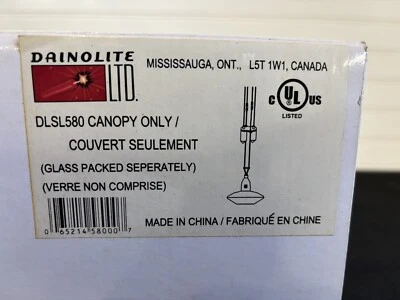 DAINOLITE
LTD.
MISSISSAUGA, ONT., L5T 1W1, CANADA
C UL US
LISTED
DLSL580 CANOPY ONLY /
COUVERT SEULEMENT
(GLASS PACKED SEPERATELY)
(VERRE NON COMPRISE)
0 65214 58000 7
MADE IN CHINA / FABRIQUÉ EN CHINE